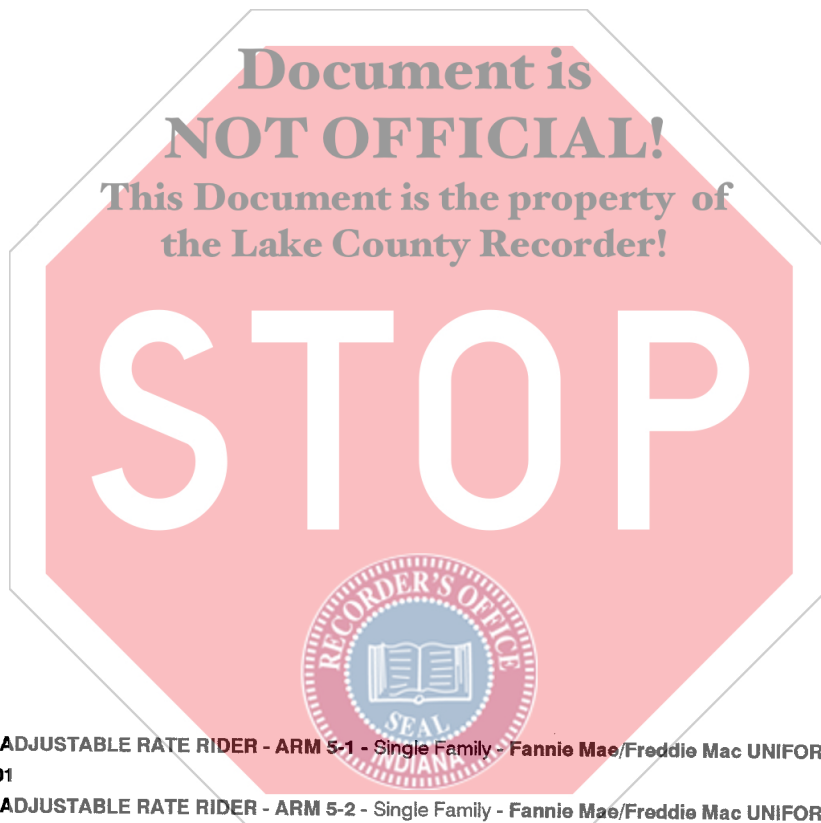 Document is
NOT OFFICIAL!
This Document is the property of
the Lake County Recorder!
STOP
RECORDER'S OFFICE
SEAL
INDIANA
ADJUSTABLE RATE RIDER - ARM 5-1 - Single Family - Fannie Mae/Freddie Mac UNIFOR
01
ADJUSTABLE RATE RIDER - ARM 5-2 - Single Family - Fannie Mae/Freddie Mac UNIFOR